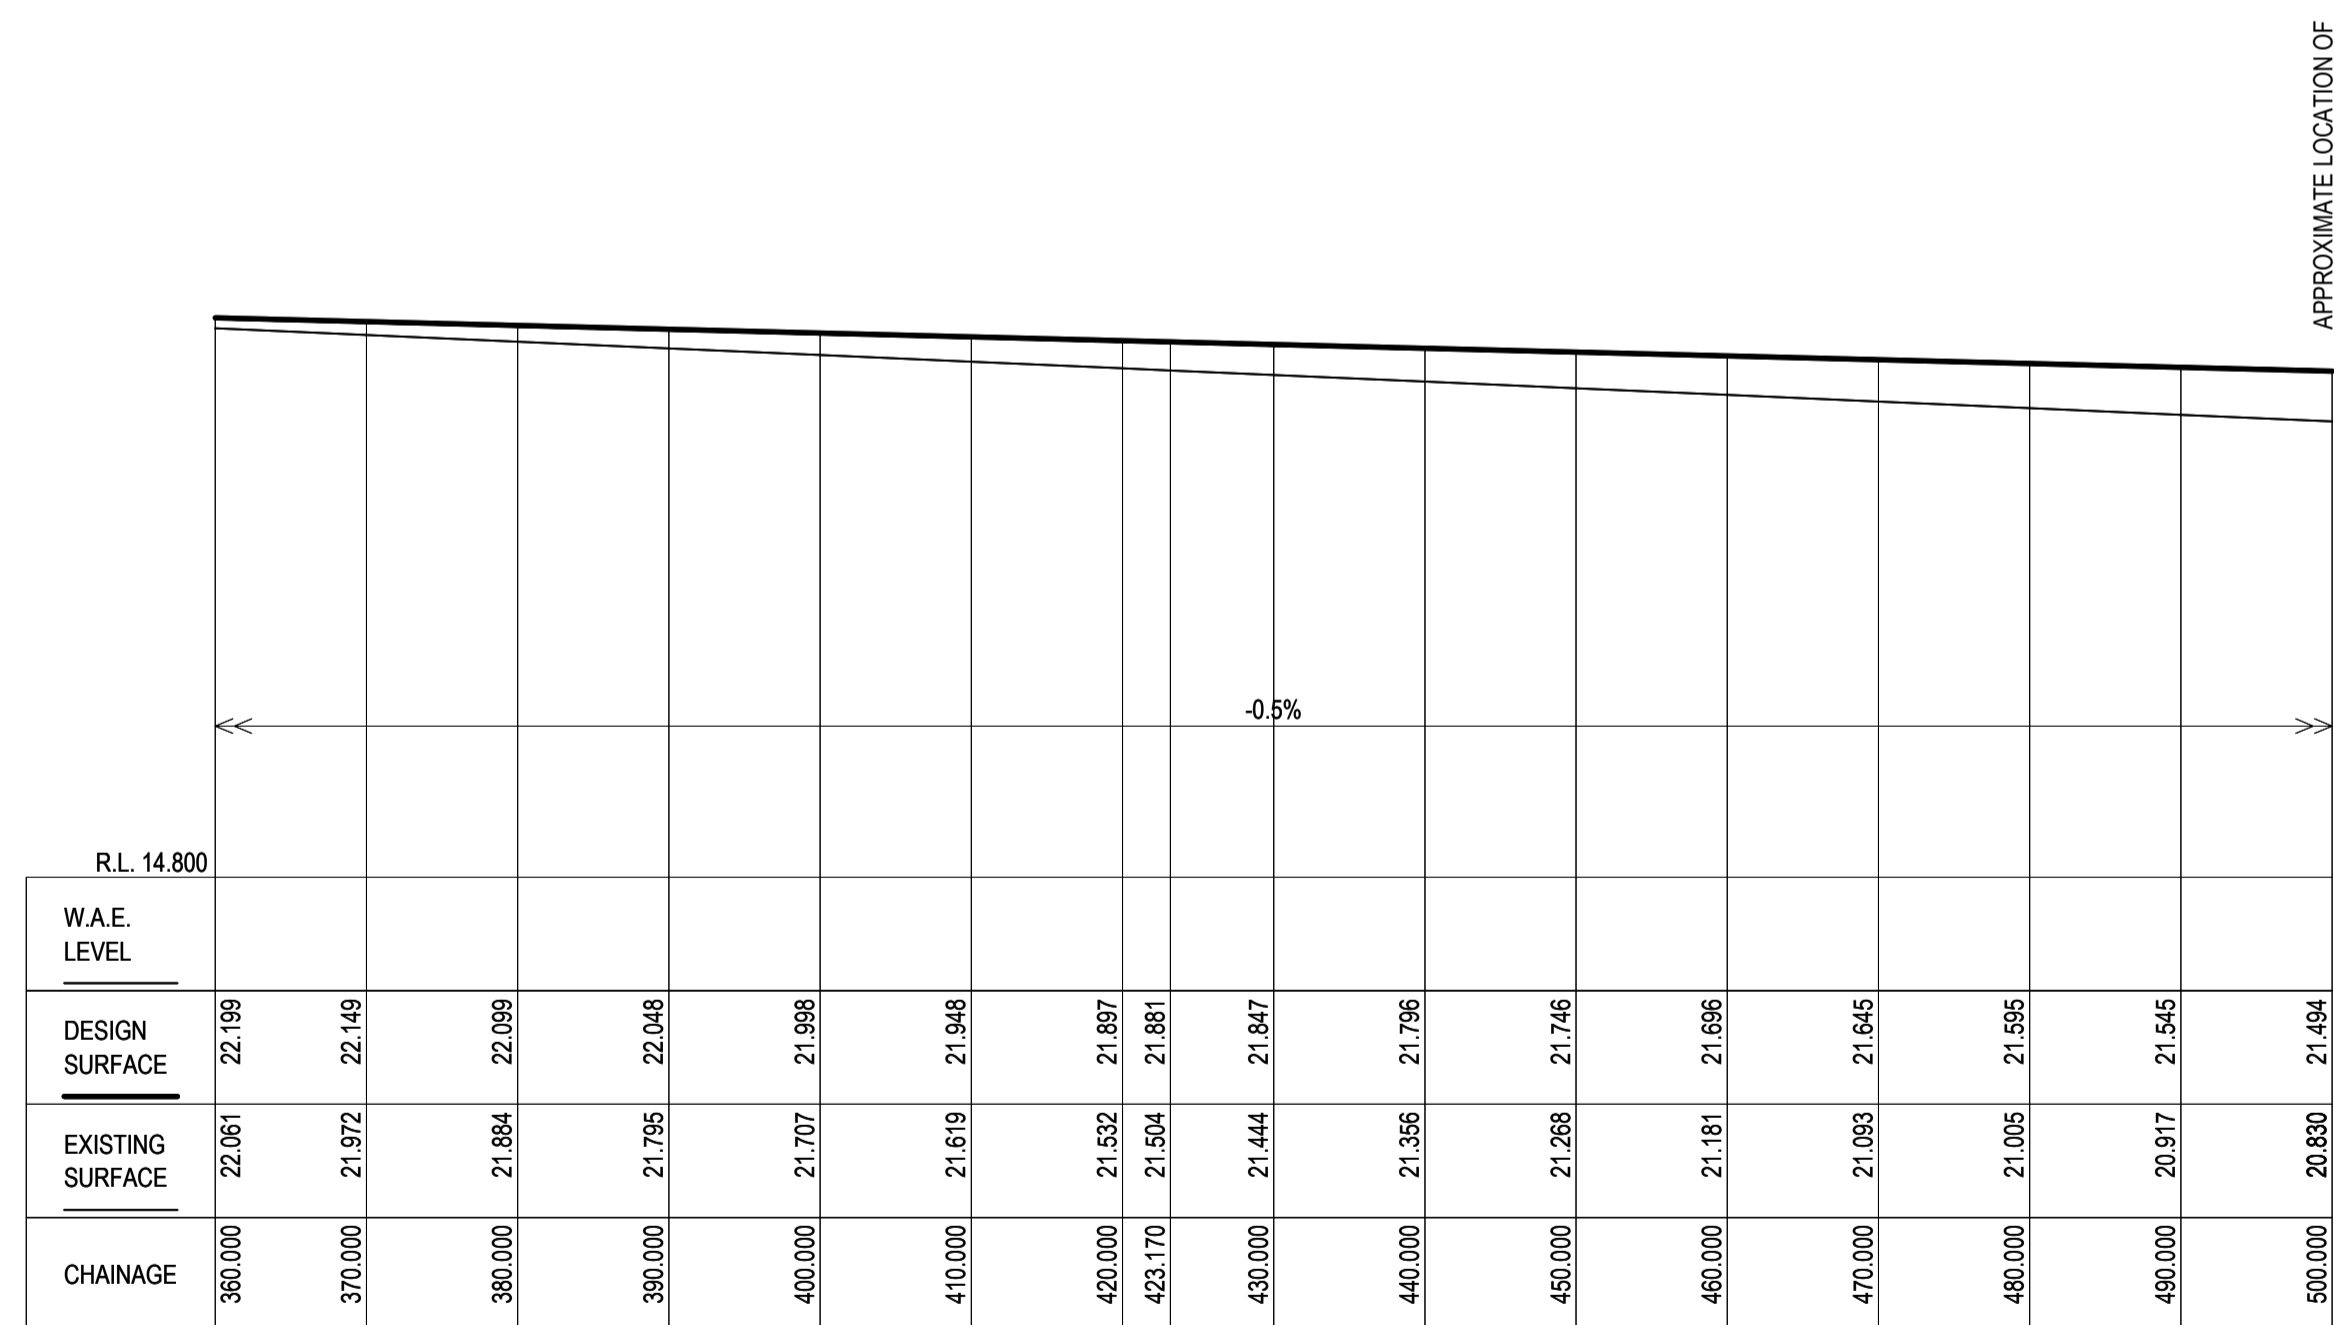 APPROXIMATE LOCATION OF
-0.5%
R.L. 14.800
W.A.E.
LEVEL
DESIGN
SURFACE
22.199 22.149 22.099 22.048 21.998 21.948 21.897 21.881 21.847 21.796 21.746 21.696 21.645 21.595 21.545 21.494
EXISTING
SURFACE
22.061 21.972 21.884 21.795 21.707 21.619 21.532 21.504 21.444 21.356 21.268 21.181 21.093 21.005 20.917 20.830
CHAINAGE
360.000 370.000 380.000 390.000 400.000 410.000 420.000 423.170 430.000 440.000 450.000 460.000 470.000 480.000 490.000 500.000